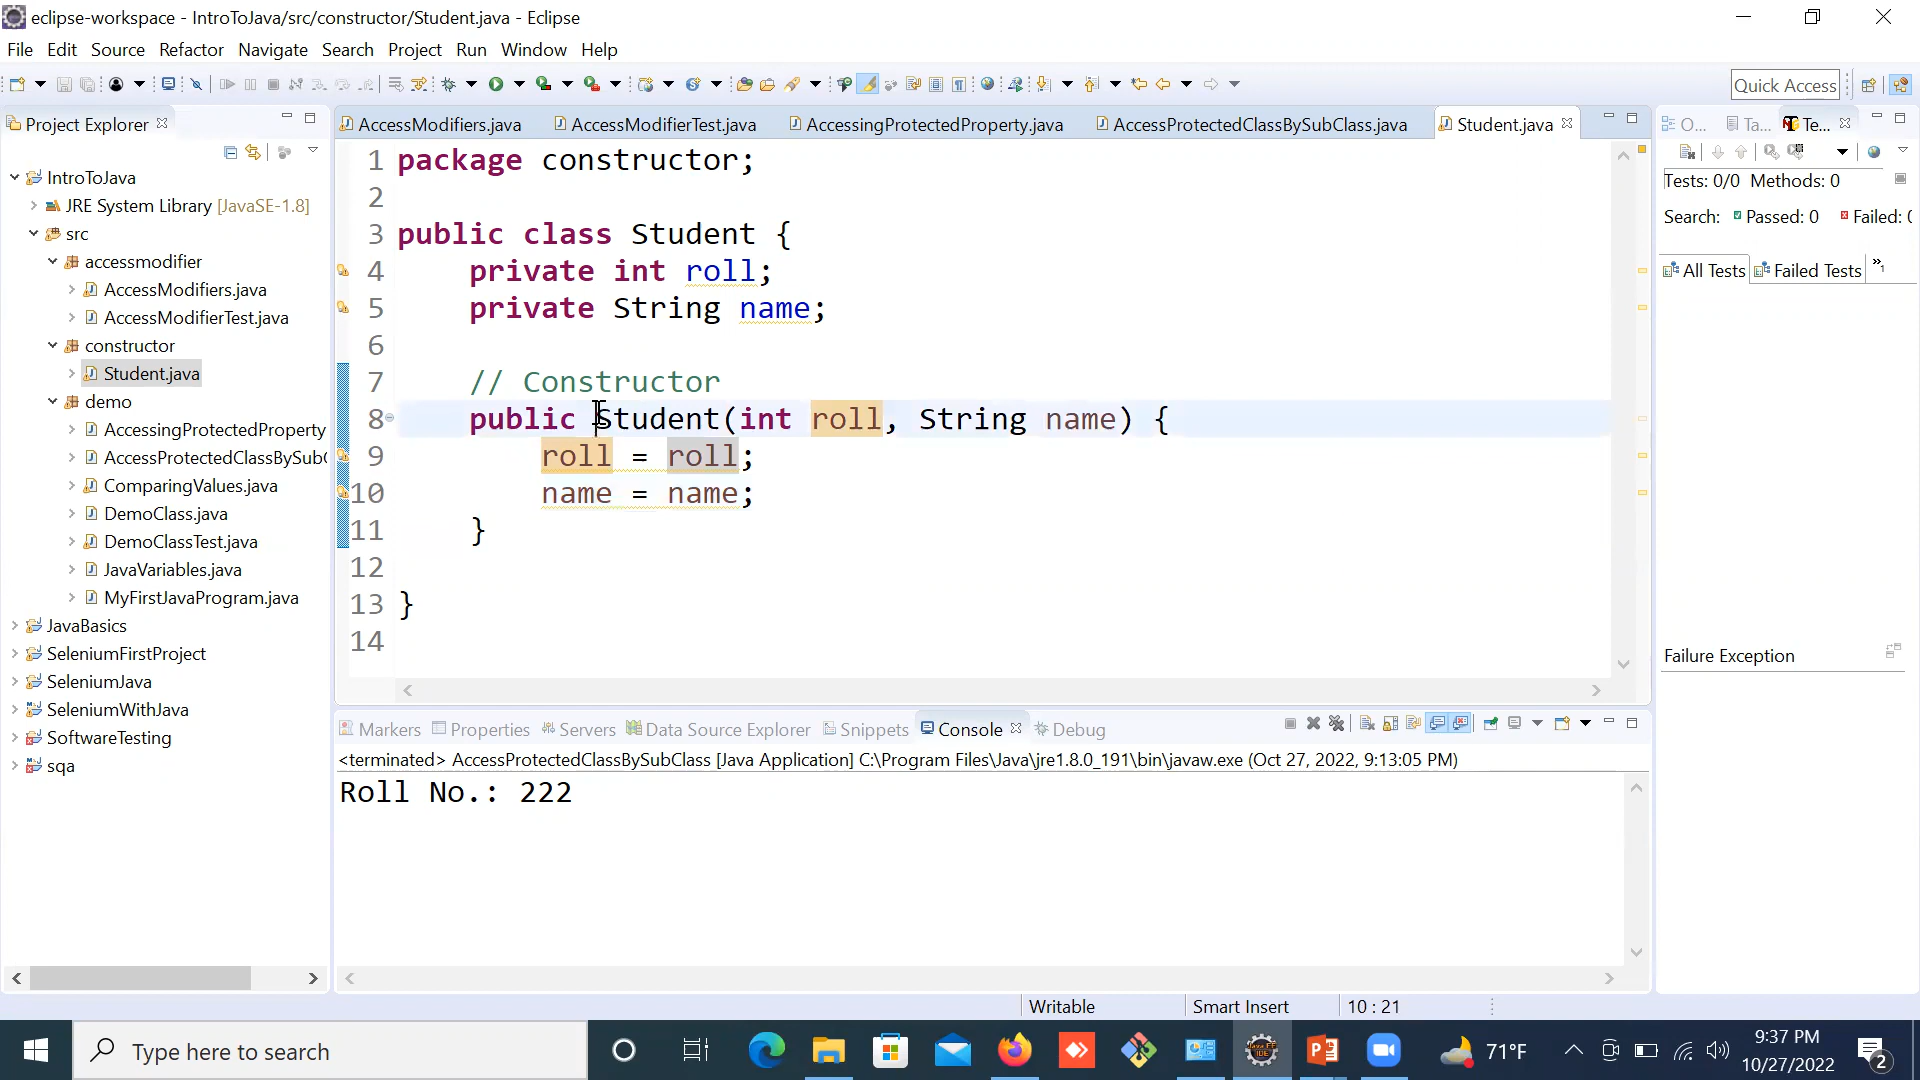 eclipse-workspace - IntroToJava/src/constructor/Student.java - Eclipse
File Edit Source Refactor Navigate Search Project Run Window Help
Quick Access
Project Explorer
IntroToJava
JRE System Library [JavaSE-1.8]
src
accessmodifier
AccessModifiers.java
AccessModifierTest.java
constructor
Student.java
demo
AccessingProtectedProperty
AccessProtectedClassBySub
ComparingValues.java
DemoClass.java
DemoClassTest.java
JavaVariables.java
MyFirstJavaProgram.java
JavaBasics
SeleniumFirstProject
SeleniumJava
SeleniumWithJava
SoftwareTesting
sqa
AccessModifiers.java AccessModifierTest.java AccessingProtectedProperty.java AccessProtectedClassBySubClass.java Student.java
1 package constructor;
2
3 public class Student {
4 private int roll;
5 private String name;
6
7 // Constructor
8 public Student(int roll, String name) {
9 roll = roll;
10 name = name;
11 }
12
13 }
14
O... Ta... Te...
Tests: 0/0 Methods: 0
Search: Passed: 0 Failed: 0
All Tests Failed Tests »1
Failure Exception
Markers Properties Servers Data Source Explorer Snippets Console Debug
<terminated> AccessProtectedClassBySubClass [Java Application] C:\Program Files\Java\jre1.8.0_191\bin\javaw.exe (Oct 27, 2022, 9:13:05 PM)
Roll No.: 222
Writable Smart Insert 10 : 21
Type here to search
71°F
9:37 PM
10/27/2022
2